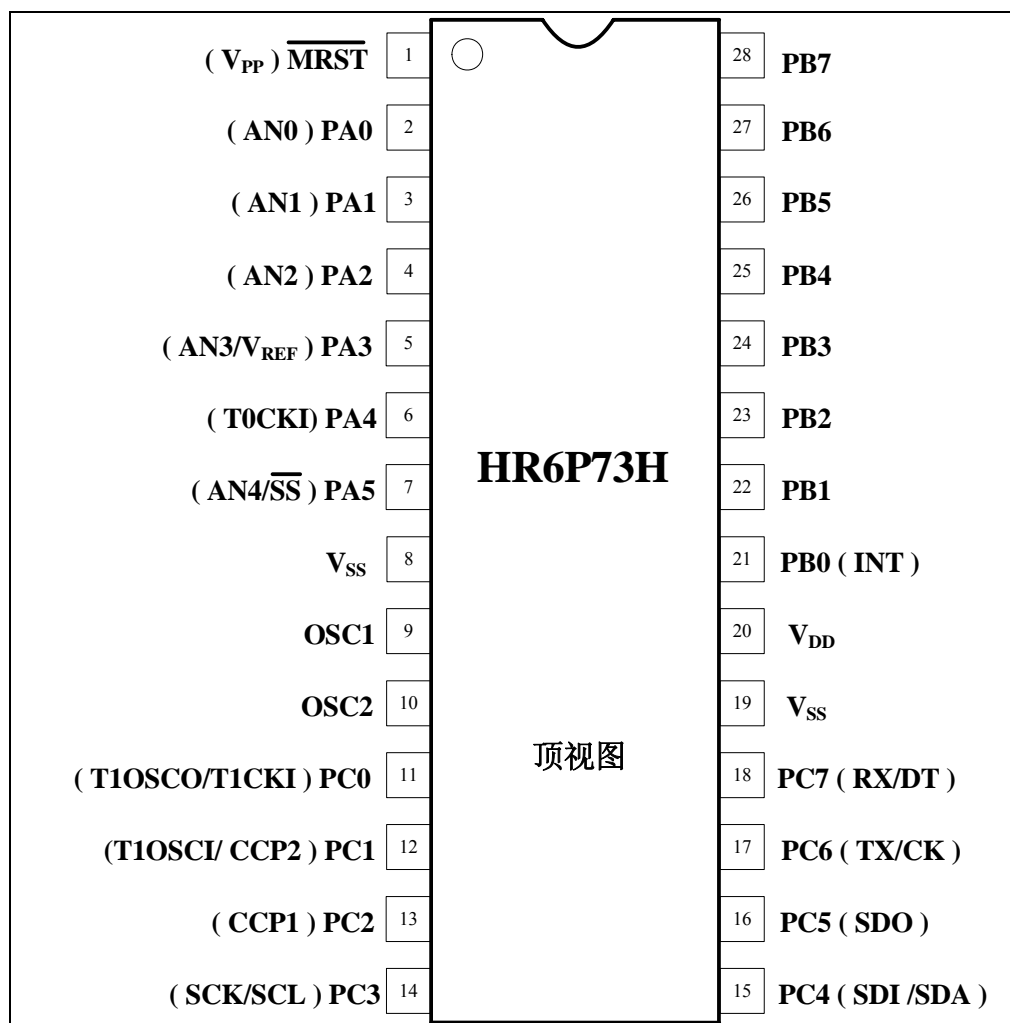 ( VPP ) MRST 1 28 PB7
( AN0 ) PA0 2 27 PB6
( AN1 ) PA1 3 26 PB5
( AN2 ) PA2 4 25 PB4
( AN3/VREF ) PA3 5 24 PB3
( T0CKI) PA4 6 23 PB2
HR6P73H
( AN4/SS ) PA5 7 22 PB1
VSS 8 21 PB0 ( INT )
OSC1 9 20 VDD
OSC2 10 19 VSS
顶视图
( T1OSCO/T1CKI ) PC0 11 18 PC7 ( RX/DT )
(T1OSCI/ CCP2 ) PC1 12 17 PC6 ( TX/CK )
( CCP1 ) PC2 13 16 PC5 ( SDO )
( SCK/SCL ) PC3 14 15 PC4 ( SDI /SDA )